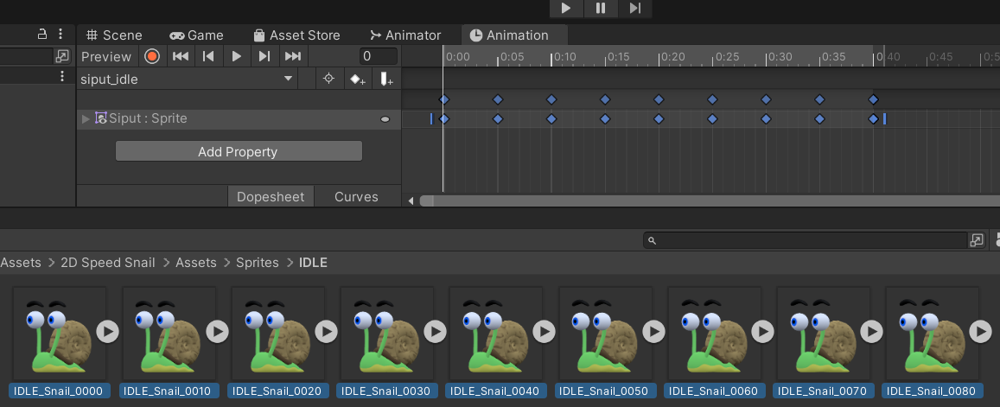 Scene Game Asset Store Animator Animation
Preview 0 0:00 0:05 0:10 0:15 0:20 0:25 0:30 0:35 0:40 0:45
siput_idle
Siput : Sprite
Add Property
Dopesheet Curves
Assets > 2D Speed Snail > Assets > Sprites > IDLE
IDLE_Snail_0000 IDLE_Snail_0010 IDLE_Snail_0020 IDLE_Snail_0030 IDLE_Snail_0040 IDLE_Snail_0050 IDLE_Snail_0060 IDLE_Snail_0070 IDLE_Snail_0080